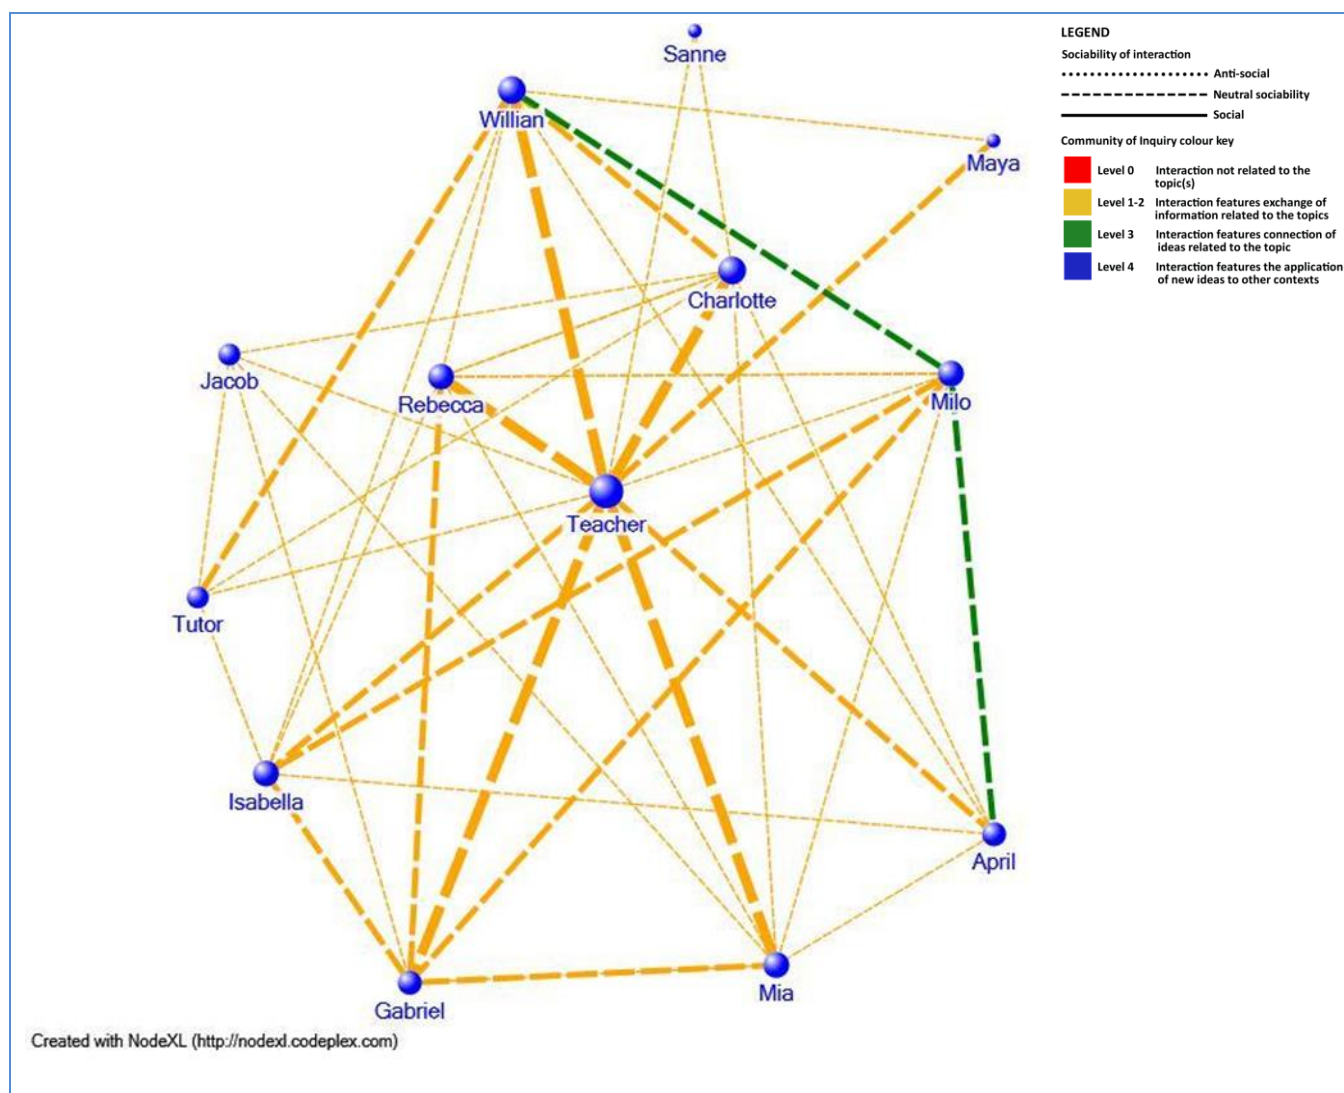 Sanne
Willian
Maya
Charlotte
Jacob
Rebecca
Milo
Teacher
Tutor
Isabella
April
Gabriel
Mia
Created with NodeXL (http://nodexl.codeplex.com)
LEGEND
Sociability of interaction
Anti-social
Neutral sociability
Social
Community of Inquiry colour key
Level 0 Interaction not related to the
topic(s)
Level 1-2 Interaction features exchange of
information related to the topics
Level 3 Interaction features connection of
ideas related to the topic
Level 4 Interaction features the application
of new ideas to other contexts